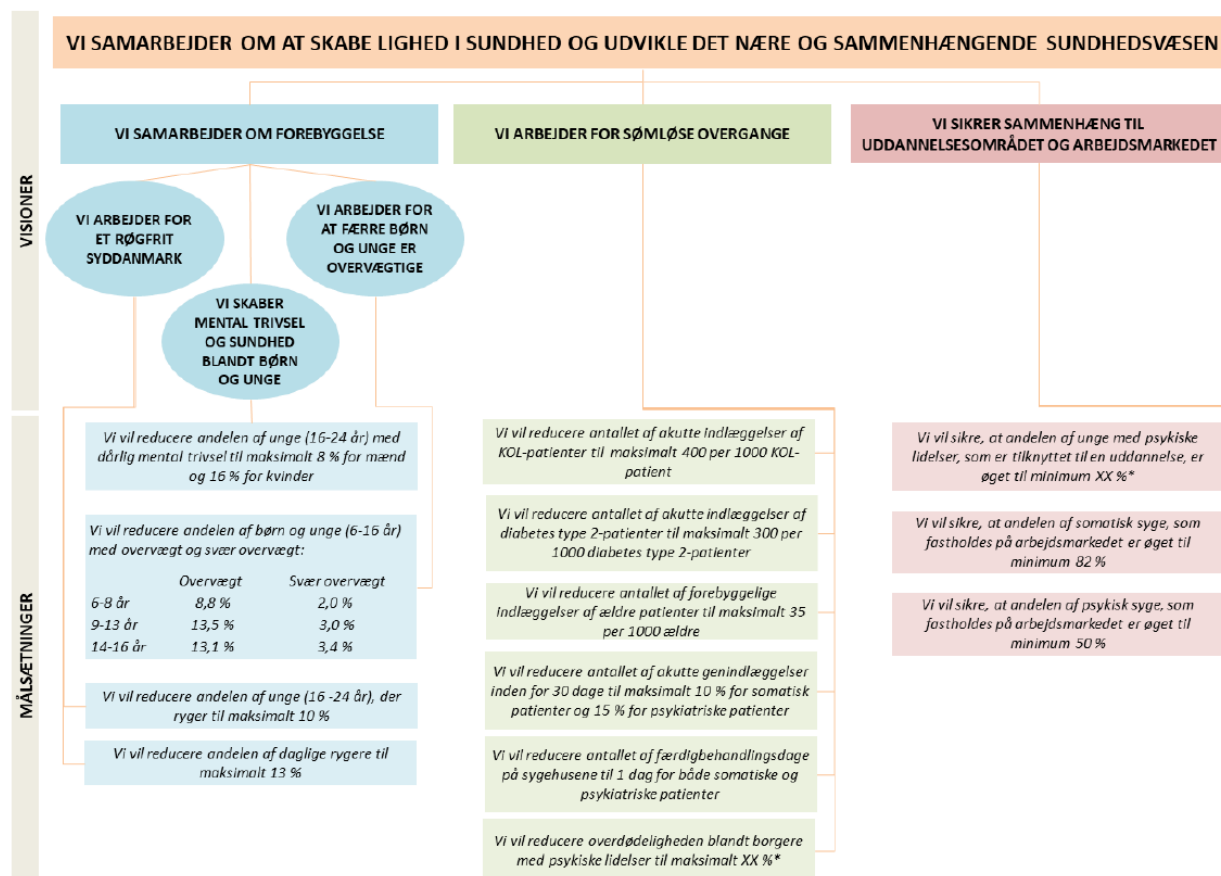 VI SAMARBEJDER OM AT SKABE LIGHED I SUNDHED OG UDVIKLE DET NÆRE OG SAMMENHÆNGENDE SUNDHEDSVÆSEN
VISIONER
VI SAMARBEJDER OM FOREBYGGELSE
VI ARBEJDER FOR
ET RØGFRIT
SYDDANMARK
VI ARBEJDER FOR
AT FÆRRE BØRN
OG UNGE ER
OVERVÆGTIGE
VI SKABER
MENTAL TRIVSEL
OG SUNDHED
BLANDT BØRN
OG UNGE
VI ARBEJDER FOR SØMLØSE OVERGANGE
VI SIKRER SAMMENHÆNG TIL
UDDANNELSESOMRÅDET OG ARBEJDSMARKEDET
MÅLSÆTNINGER
Vi vil reducere andelen af unge (16-24 år) med
dårlig mental trivsel til maksimalt 8 % for mænd
og 16 % for kvinder
Vi vil reducere andelen af børn og unge (6-16 år)
med overvægt og svær overvægt:
Overvægt Svær overvægt
6-8 år 8,8 % 2,0 %
9-13 år 13,5 % 3,0 %
14-16 år 13,1 % 3,4 %
Vi vil reducere andelen af unge (16 -24 år), der
ryger til maksimalt 10 %
Vi vil reducere andelen af daglige rygere til
maksimalt 13 %
Vi vil reducere antallet af akutte indlæggelser af
KOL-patienter til maksimalt 400 per 1000 KOL-
patient
Vi vil reducere antallet af akutte indlæggelser af
diabetes type 2-patienter til maksimalt 300 per
1000 diabetes type 2-patienter
Vi vil reducere antallet af forebyggelige
indlæggelser af ældre patienter til maksimalt 35
per 1000 ældre
Vi vil reducere antallet af akutte genindlæggelser
inden for 30 dage til maksimalt 10 % for somatisk
patienter og 15 % for psykiatriske patienter
Vi vil reducere antallet af færdigbehandlingsdage
på sygehusene til 1 dag for både somatiske og
psykiatriske patienter
Vi vil reducere overdødeligheden blandt borgere
med psykiske lidelser til maksimalt XX %*
Vi vil sikre, at andelen af unge med psykiske
lidelser, som er tilknyttet til en uddannelse, er
øget til minimum XX %*
Vi vil sikre, at andelen af somatisk syge, som
fastholdes på arbejdsmarkedet er øget til
minimum 82 %
Vi vil sikre, at andelen af psykisk syge, som
fastholdes på arbejdsmarkedet er øget til
minimum 50 %